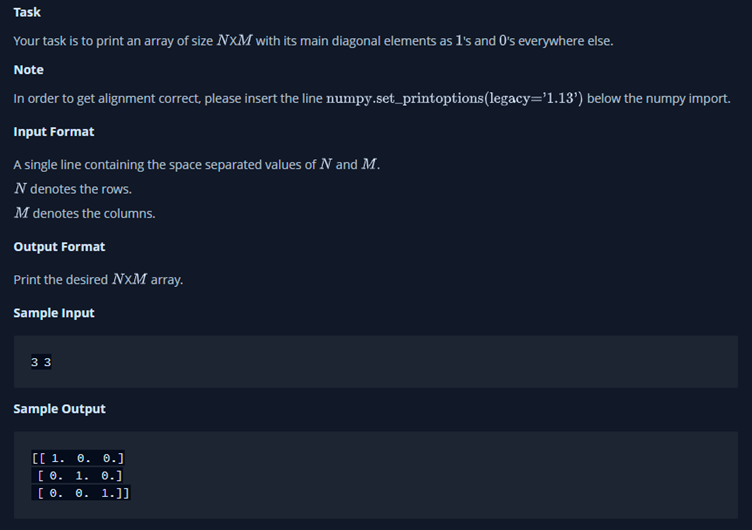 Task
Your task is to print an array of size NXM with its main diagonal elements as 1's and 0's everywhere else.
Note
In order to get alignment correct, please insert the line numpy.set_printoptions(legacy='1.13') below the numpy import.
Input Format
A single line containing the space separated values of N and M.
N denotes the rows.
M denotes the columns.
Output Format
Print the desired NXM array.
Sample Input
3 3
Sample Output
[[ 1.  0.  0.]
 [ 0.  1.  0.]
 [ 0.  0.  1.]]